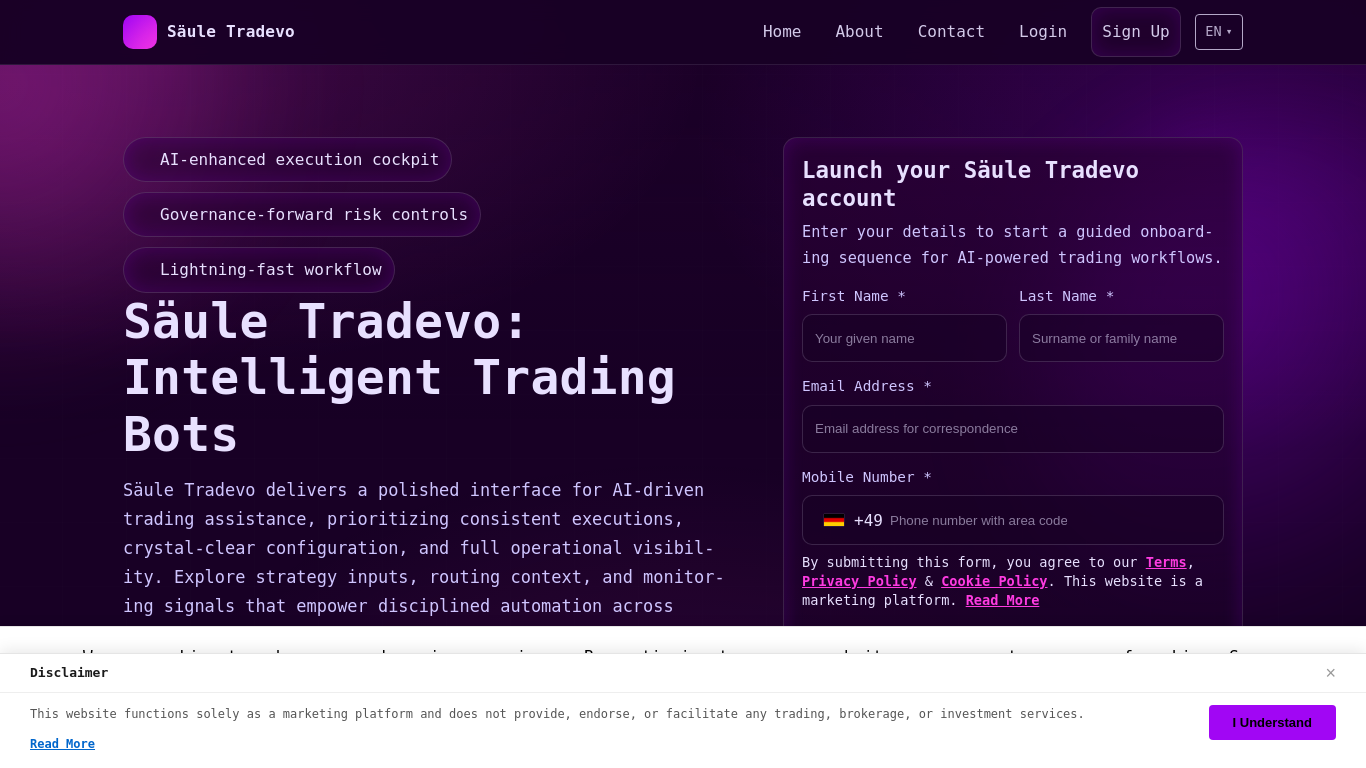 Säule Tradevo
Home
About
Contact
Login
Sign Up
EN ▾
AI-enhanced execution cockpit
Governance-forward risk controls
Lightning-fast workflow
Säule Tradevo:
Intelligent Trading
Bots
Säule Tradevo delivers a polished interface for AI-driven
trading assistance, prioritizing consistent executions,
crystal-clear configuration, and full operational visibil-
ity. Explore strategy inputs, routing context, and monitor-
ing signals that empower disciplined automation across
Launch your Säule Tradevo
account
Enter your details to start a guided onboard-
ing sequence for AI-powered trading workflows.
First Name *
Last Name *
Your given name
Surname or family name
Email Address *
Email address for correspondence
Mobile Number *
+49 Phone number with area code
By submitting this form, you agree to our Terms,
Privacy Policy & Cookie Policy. This website is a
marketing platform. Read More
Disclaimer
×
This website functions solely as a marketing platform and does not provide, endorse, or facilitate any trading, brokerage, or investment services.
Read More
I Understand